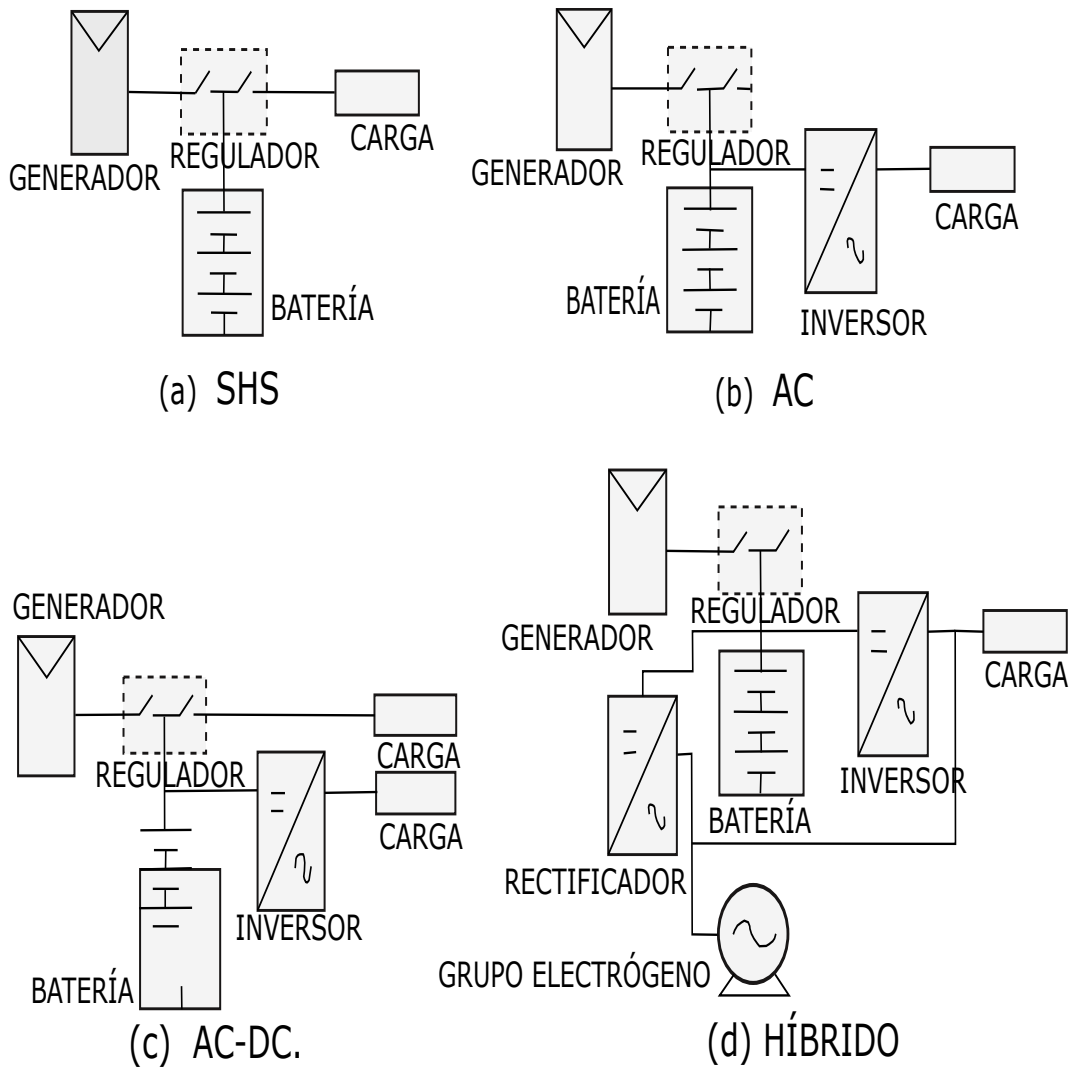 GENERADOR
REGULADOR
CARGA
BATERÍA
(a) SHS
GENERADOR
REGULADOR
CARGA
BATERÍA
INVERSOR
(b) AC
GENERADOR
REGULADOR
CARGA
CARGA
INVERSOR
BATERÍA
(c) AC-DC.
GENERADOR
REGULADOR
CARGA
INVERSOR
BATERÍA
RECTIFICADOR
GRUPO ELECTRÓGENO
(d) HÍBRIDO